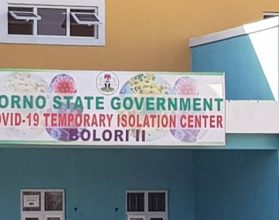 ORNO STATE GOVERNMENT
OVID-19 TEMPORARY ISOLATION CENTER
BOLORI II